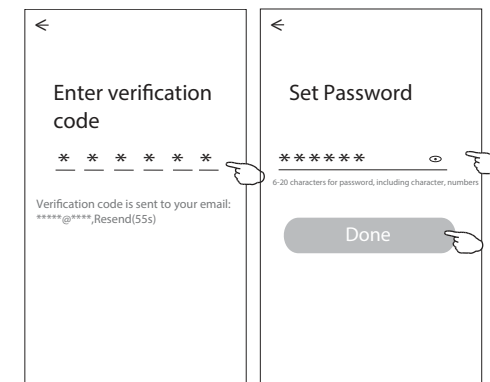 Enter verification
code
* * * * * *
Verification code is sent to your email:
*****@****,Resend(55s)
Set Password
******
6-20 characters for password, including character, numbers
Done